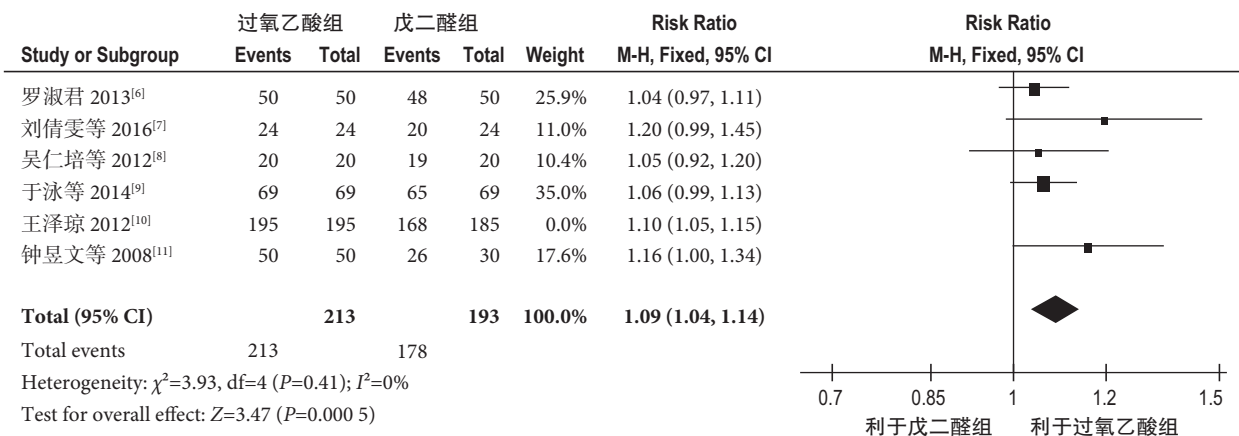 过氧乙酸组 戊二醛组 Risk Ratio Risk Ratio
Study or Subgroup Events Total Events Total Weight M-H, Fixed, 95% CI M-H, Fixed, 95% CI
罗淑君 2013[6] 50 50 48 50 25.9% 1.04 (0.97, 1.11)
刘倩雯等 2016[7] 24 24 20 24 11.0% 1.20 (0.99, 1.45)
吴仁培等 2012[8] 20 20 19 20 10.4% 1.05 (0.92, 1.20)
于泳等 2014[9] 69 69 65 69 35.0% 1.06 (0.99, 1.13)
王泽琼 2012[10] 195 195 168 185 0.0% 1.10 (1.05, 1.15)
钟昱文等 2008[11] 50 50 26 30 17.6% 1.16 (1.00, 1.34)
Total (95% CI) 213 193 100.0% 1.09 (1.04, 1.14)
Total events 213 178
Heterogeneity: χ²=3.93, df=4 (P=0.41); I²=0%
Test for overall effect: Z=3.47 (P=0.000 5)
0.7 0.85 1 1.2 1.5
利于戊二醛组 利于过氧乙酸组